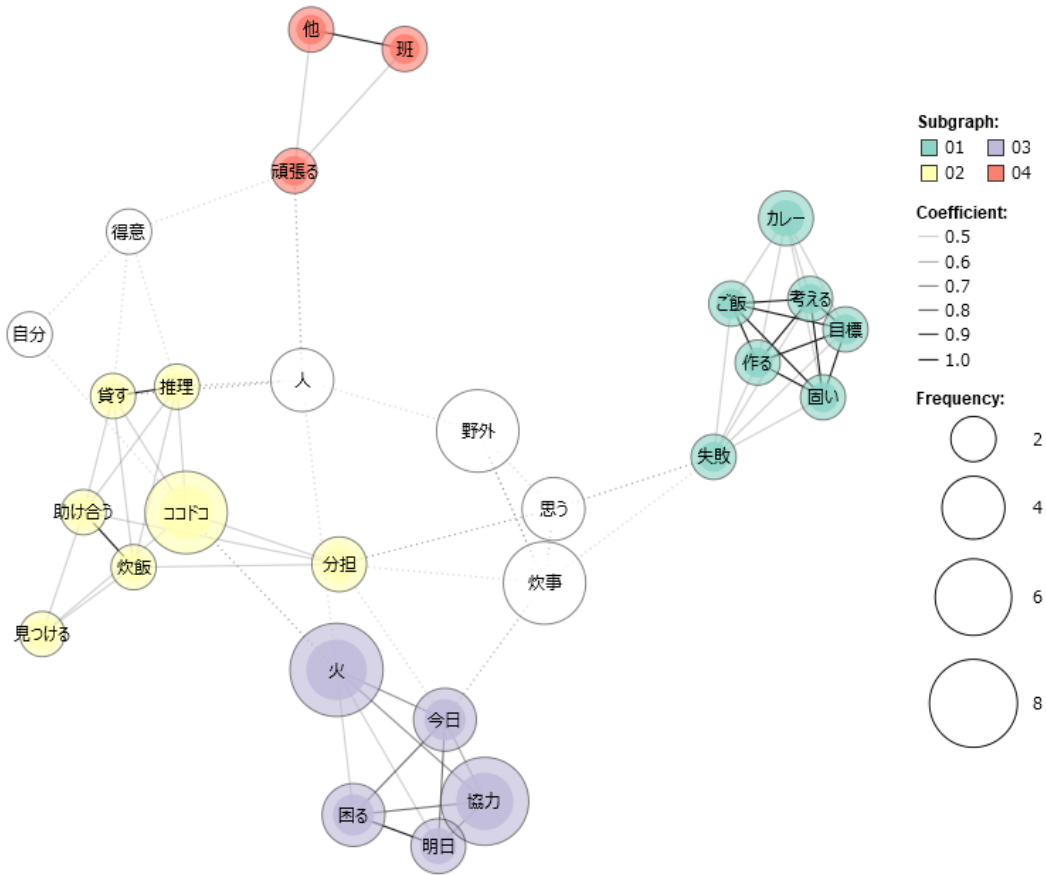 他
班
頑張る
得意
自分
貸す
推理
人
野外
カレー
ご飯
考える
目標
作る
固い
失敗
助け合う
ココドコ
思う
炊飯
分担
炊事
見つける
火
今日
困る
協力
明日
Subgraph:
01 03
02 04
Coefficient:
0.5
0.6
0.7
0.8
0.9
1.0
Frequency:
2
4
6
8